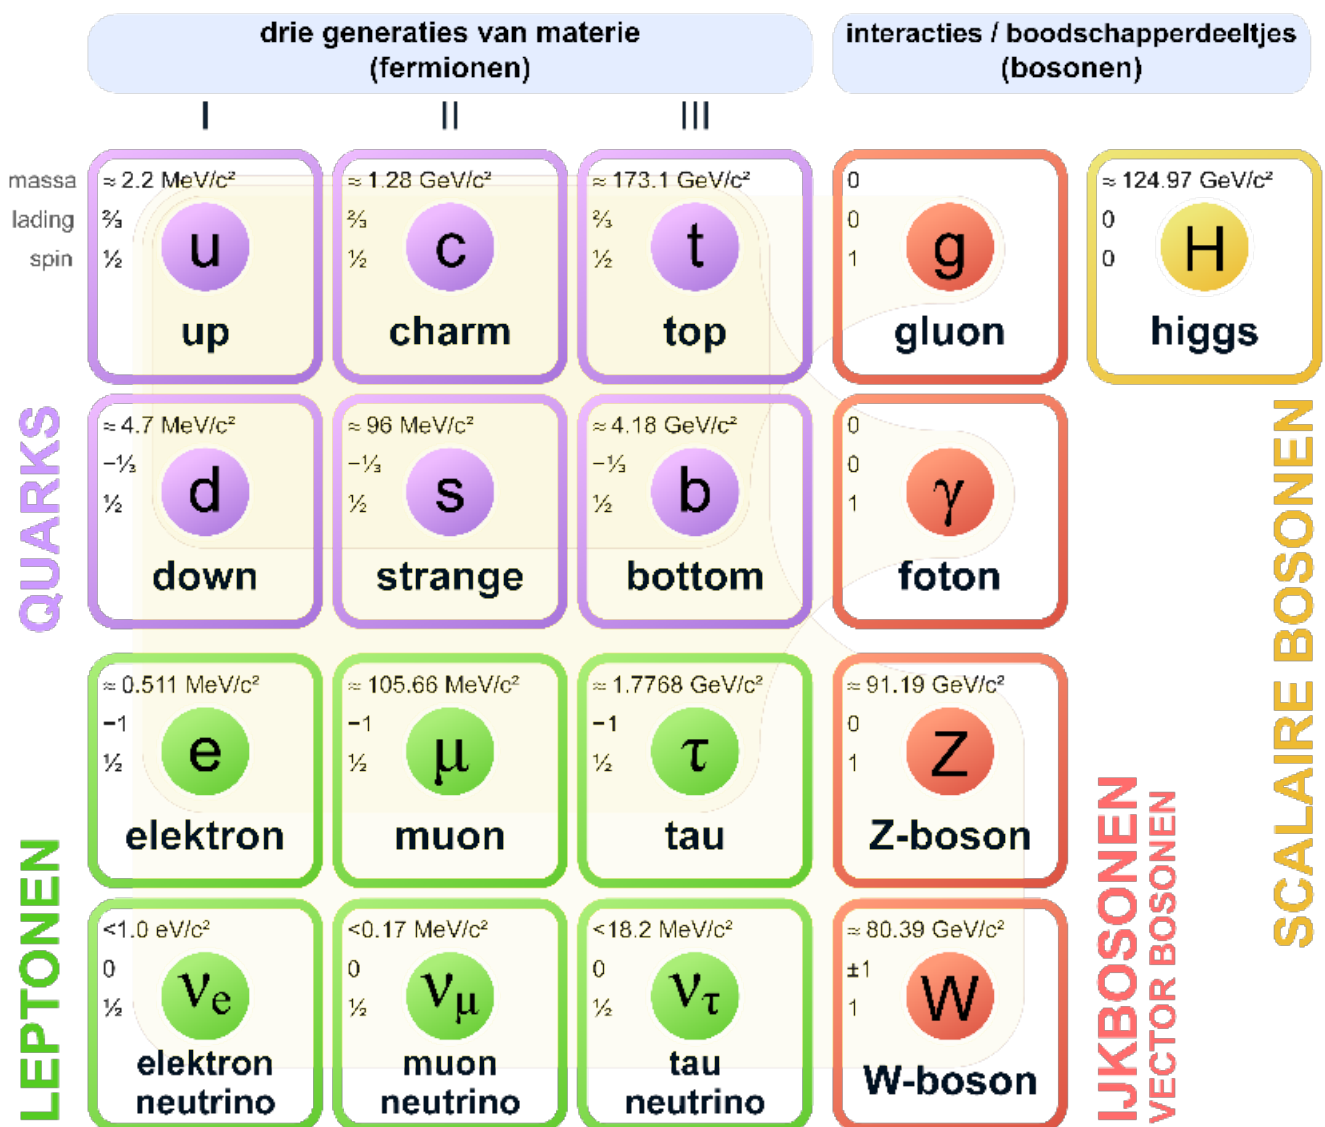 drie generaties van materie
(fermionen)
interacties / boodschapperdeeltjes
(bosonen)
I
II
III
massa
lading
spin
≈ 2.2 MeV/c²
⅔
½
u
up
≈ 1.28 GeV/c²
⅔
½
c
charm
≈ 173.1 GeV/c²
⅔
½
t
top
0
0
1
g
gluon
≈ 124.97 GeV/c²
0
0
H
higgs
QUARKS
≈ 4.7 MeV/c²
−⅓
½
d
down
≈ 96 MeV/c²
−⅓
½
s
strange
≈ 4.18 GeV/c²
−⅓
½
b
bottom
0
0
1
γ
foton
SCALAIRE BOSONEN
≈ 0.511 MeV/c²
−1
½
e
elektron
≈ 105.66 MeV/c²
−1
½
μ
muon
≈ 1.7768 GeV/c²
−1
½
τ
tau
≈ 91.19 GeV/c²
0
1
Z
Z-boson
LEPTONEN
<1.0 eV/c²
0
½
νe
elektron
neutrino
<0.17 MeV/c²
0
½
νμ
muon
neutrino
<18.2 MeV/c²
0
½
ντ
tau
neutrino
≈ 80.39 GeV/c²
±1
1
W
W-boson
IJKBOSONEN
VECTOR BOSONEN